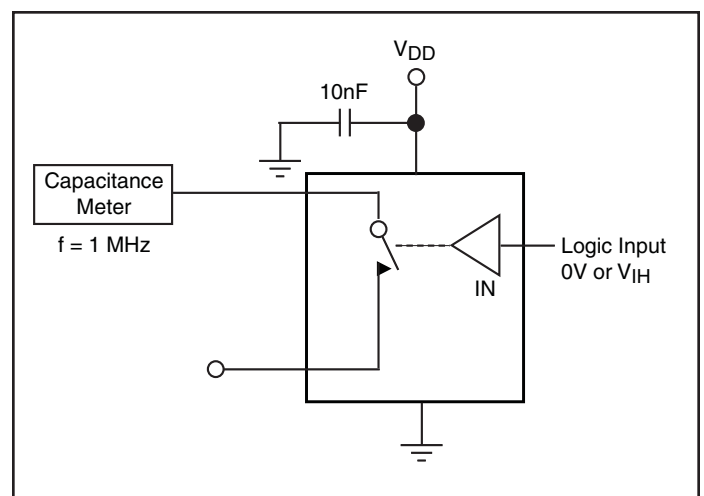 VDD
10nF
Capacitance
Meter
f = 1 MHz
Logic Input
0V or VIH
IN